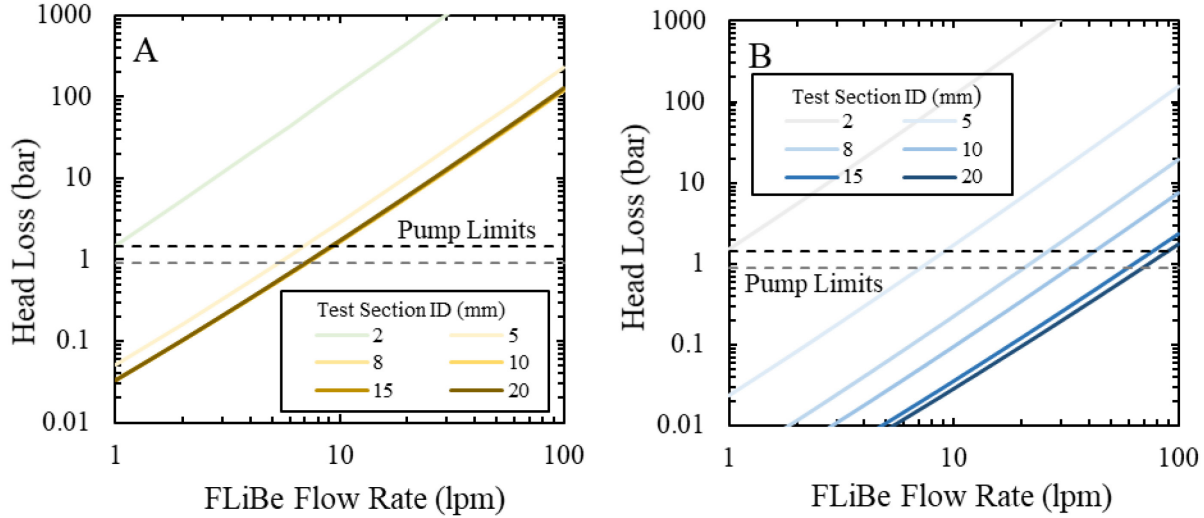 A
Head Loss (bar)
1000
100
10
1
0.1
0.01
Pump Limits
Test Section ID (mm)
2 5
8 10
15 20
1 10 100
FLiBe Flow Rate (lpm)
B
Head Loss (bar)
1000
100
10
1
0.1
0.01
Test Section ID (mm)
2 5
8 10
15 20
Pump Limits
1 10 100
FLiBe Flow Rate (lpm)